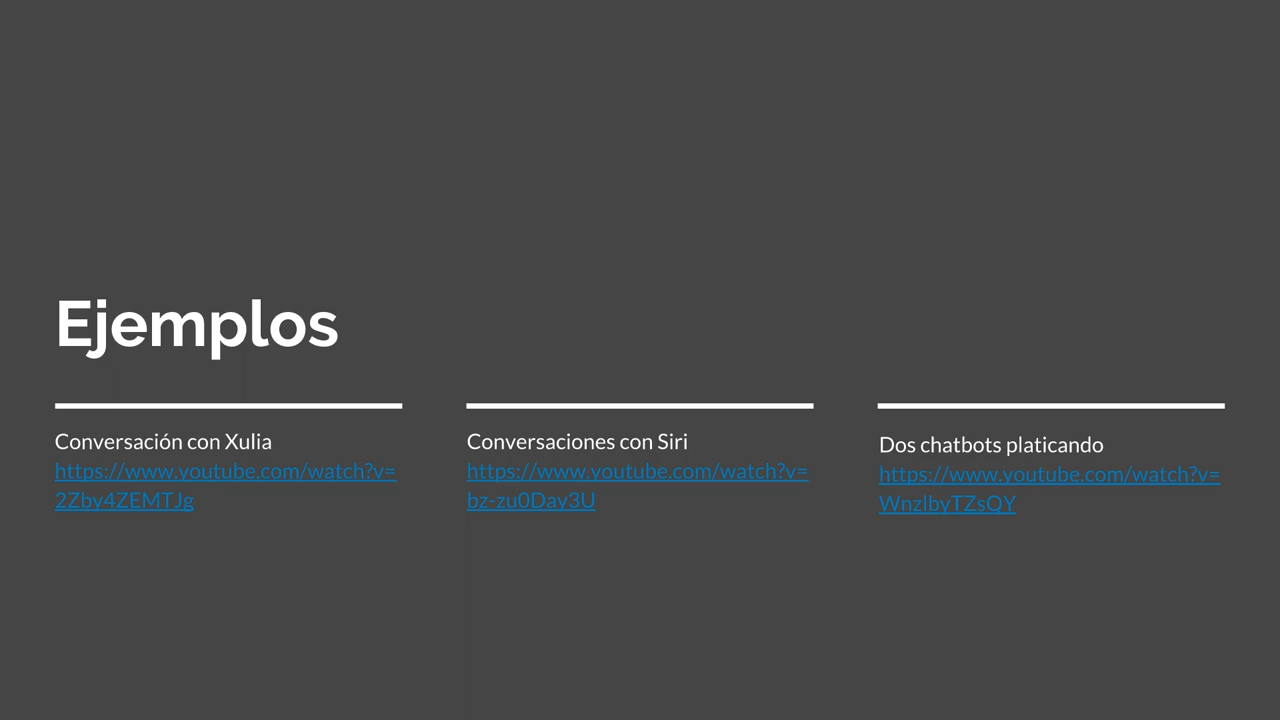 Ejemplos
Conversación con Xulia
https://www.youtube.com/watch?v=
2Zby4ZEMTJg
Conversaciones con Siri
https://www.youtube.com/watch?v=
bz-zu0Day3U
Dos chatbots platicando
https://www.youtube.com/watch?v=
WnzlbyTZsQY